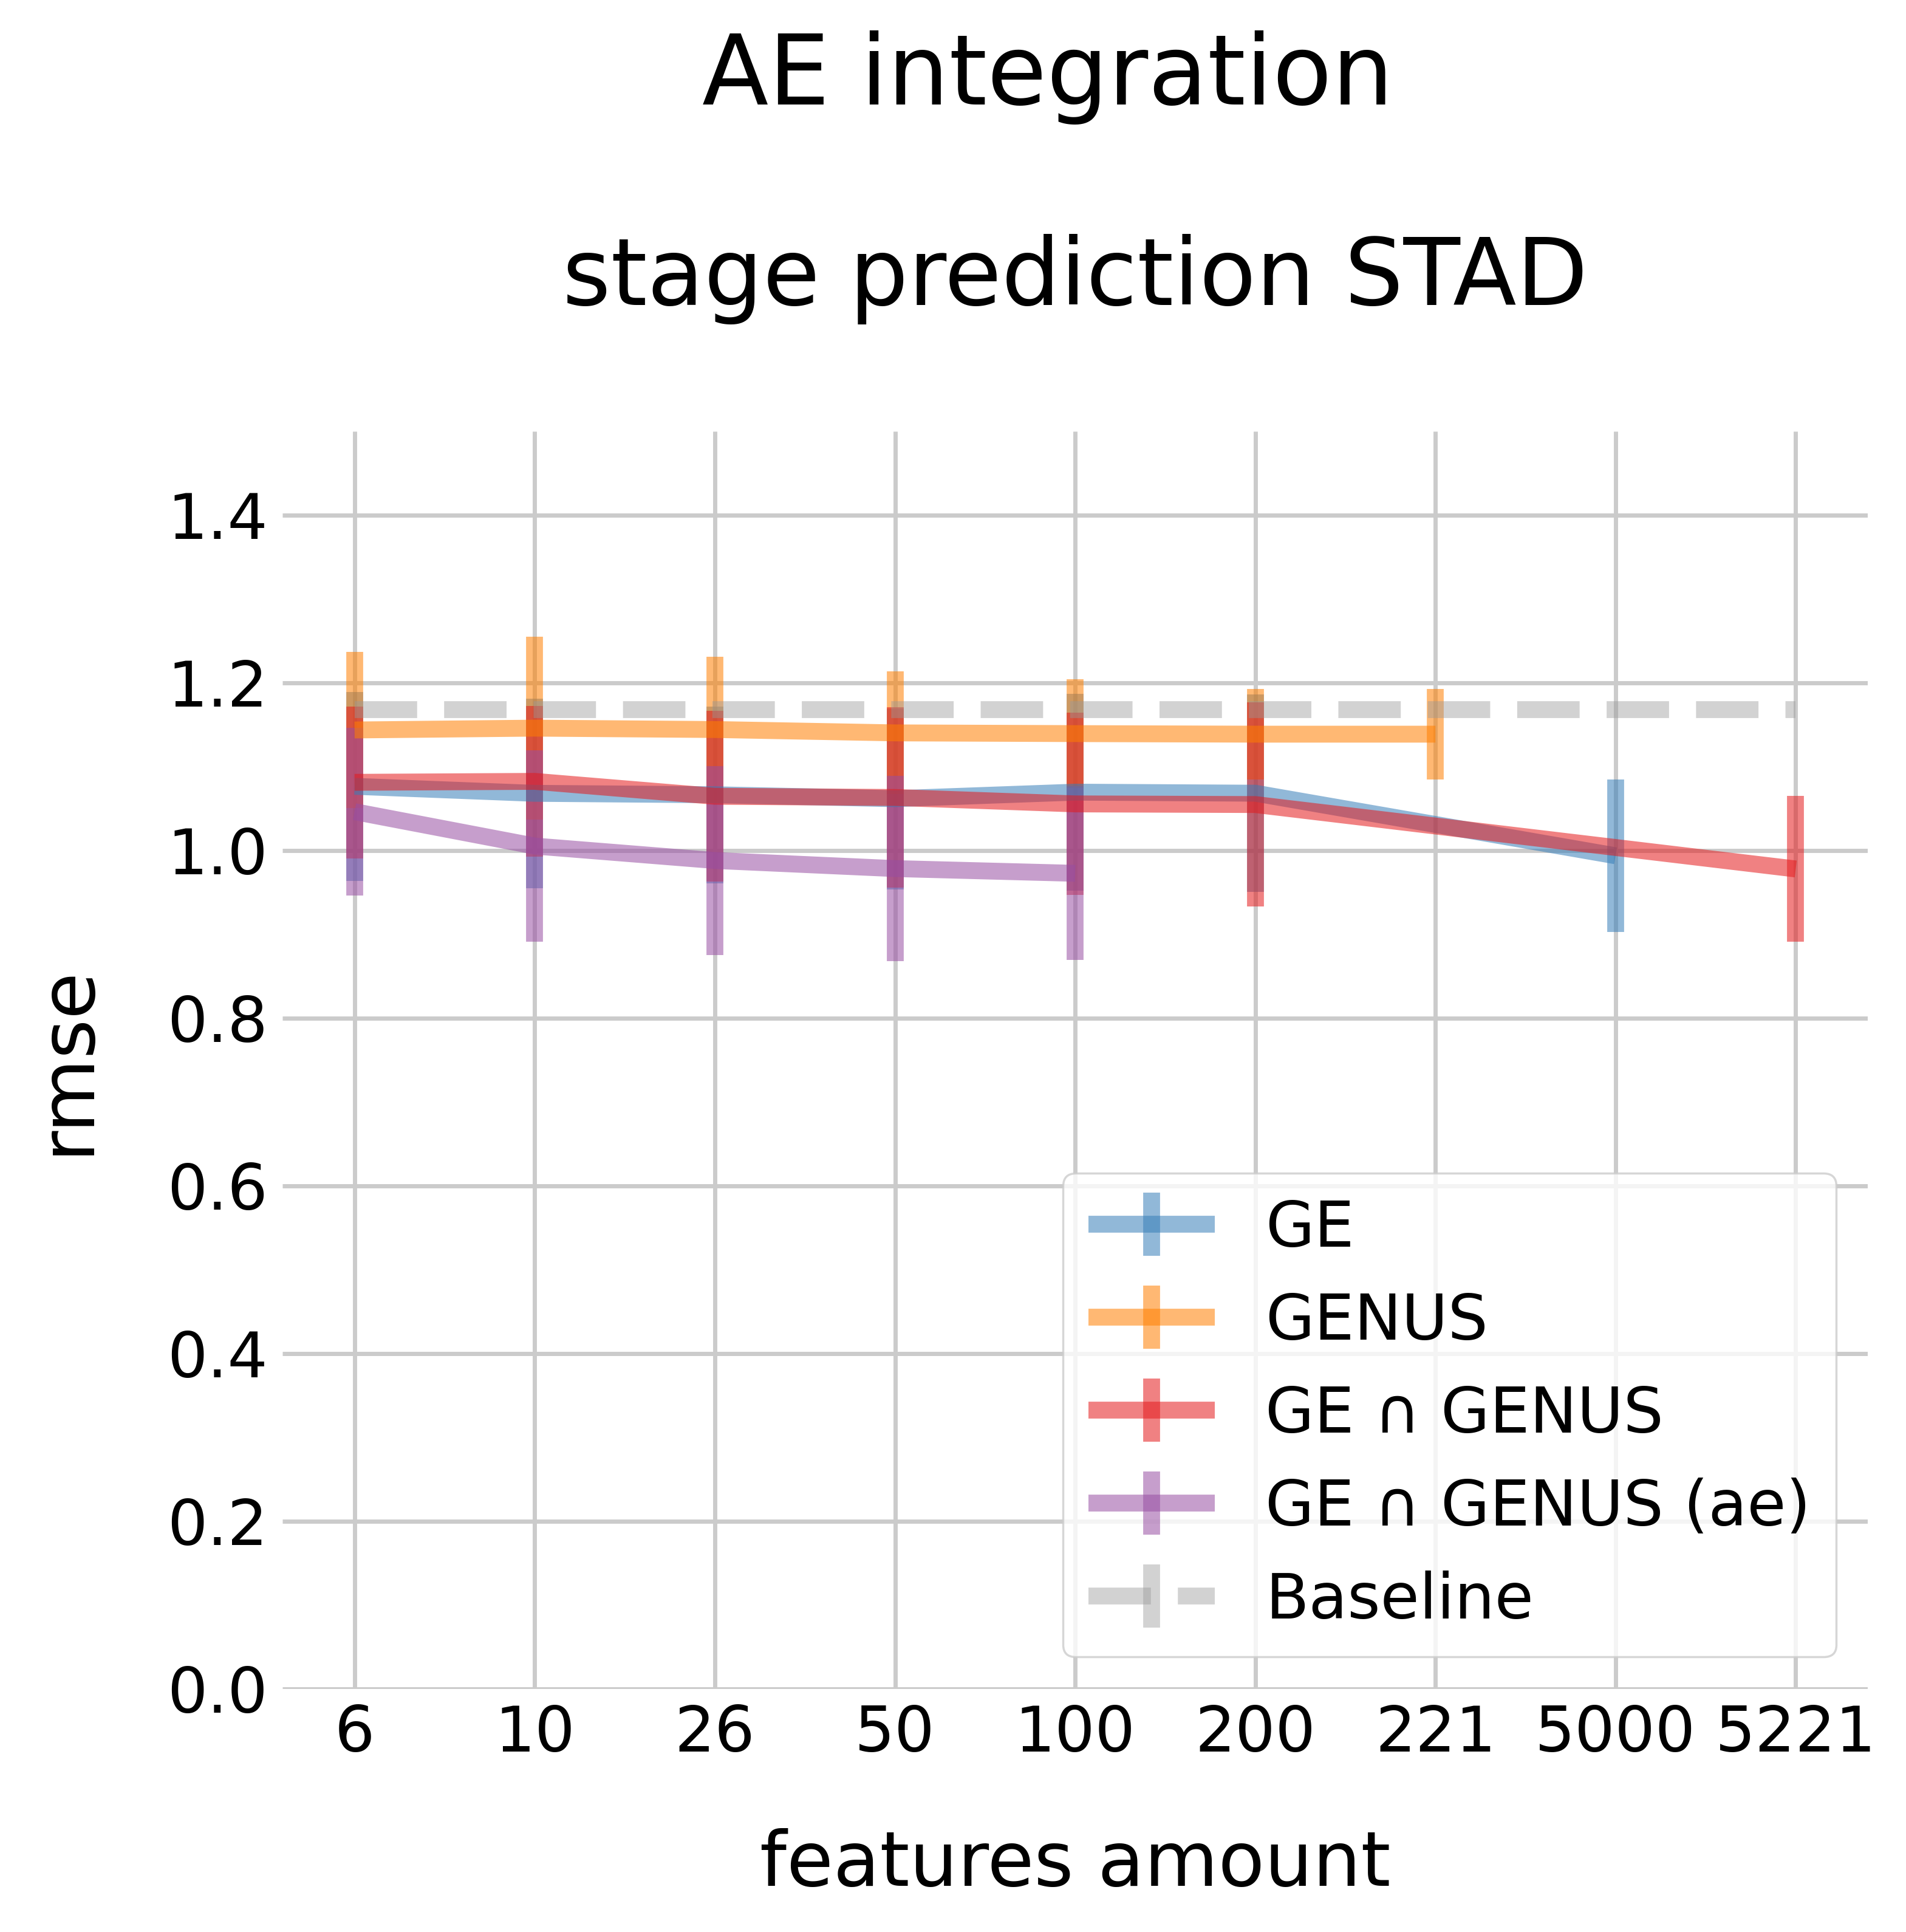 AE integration
stage prediction STAD
1.4
1.2
1.0
0.8
0.6
0.4
0.2
0.0
rmse
GE
GENUS
GE ∩ GENUS
GE ∩ GENUS (ae)
Baseline
6 10 26 50 100 200 221 5000 5221
features amount